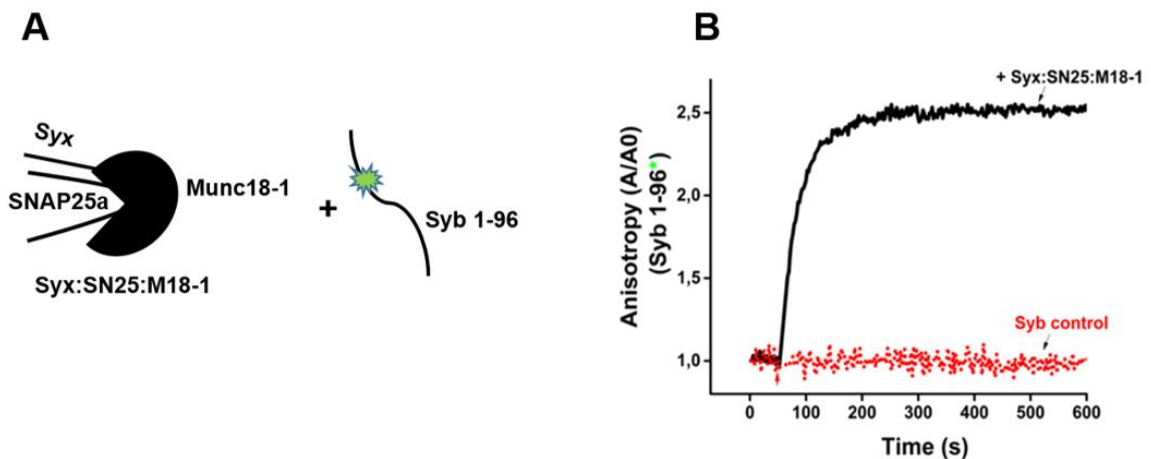 A
Syx
SNAP25a
Munc18-1
Syx:SN25:M18-1
+
Syb 1-96
B
Anisotropy (A/A0)
(Syb 1-96*)
2,5
2,0
1,5
1,0
+ Syx:SN25:M18-1
Syb control
0 100 200 300 400 500 600
Time (s)